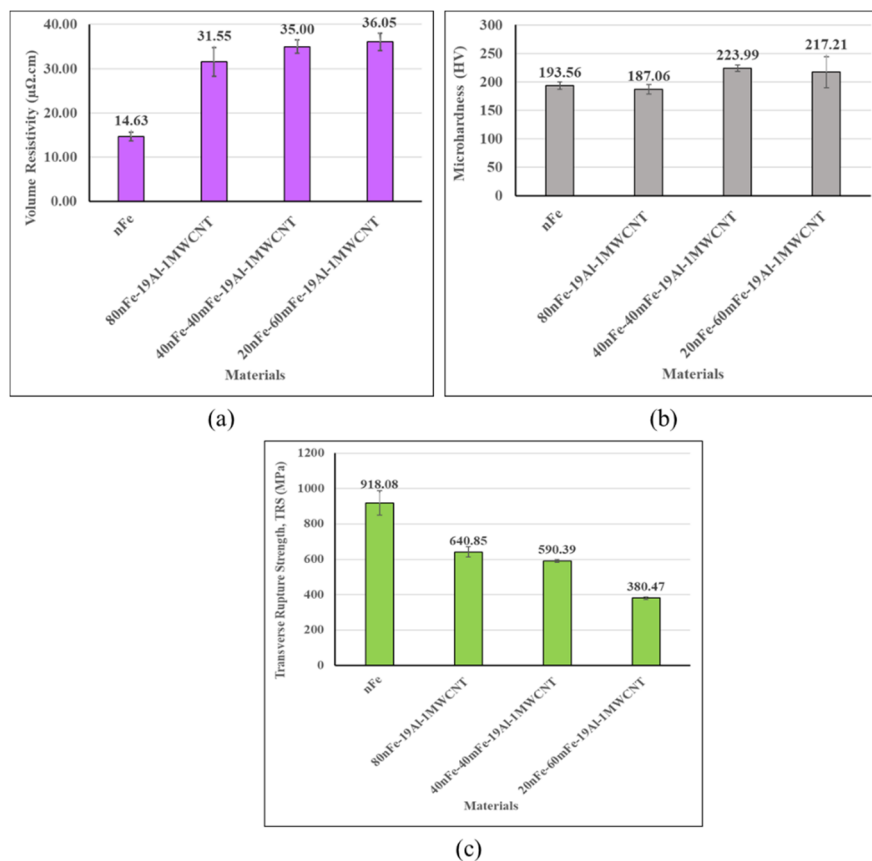 Volume Resistivity (μΩ.cm)
40.00
30.00
20.00
10.00
0.00
14.63
31.55
35.00
36.05
nFe
80nFe-19Al-1MWCNT
40nFe-40mFe-19Al-1MWCNT
20nFe-60mFe-19Al-1MWCNT
Materials
(a)
Microhardness (HV)
300
250
200
150
100
50
0
193.56
187.06
223.99
217.21
nFe
80nFe-19Al-1MWCNT
40nFe-40mFe-19Al-1MWCNT
20nFe-60mFe-19Al-1MWCNT
Materials
(b)
Transverse Rupture Strength, TRS (MPa)
1200
1000
800
600
400
200
0
918.08
640.85
590.39
380.47
nFe
80nFe-19Al-1MWCNT
40nFe-40mFe-19Al-1MWCNT
20nFe-60mFe-19Al-1MWCNT
Materials
(c)